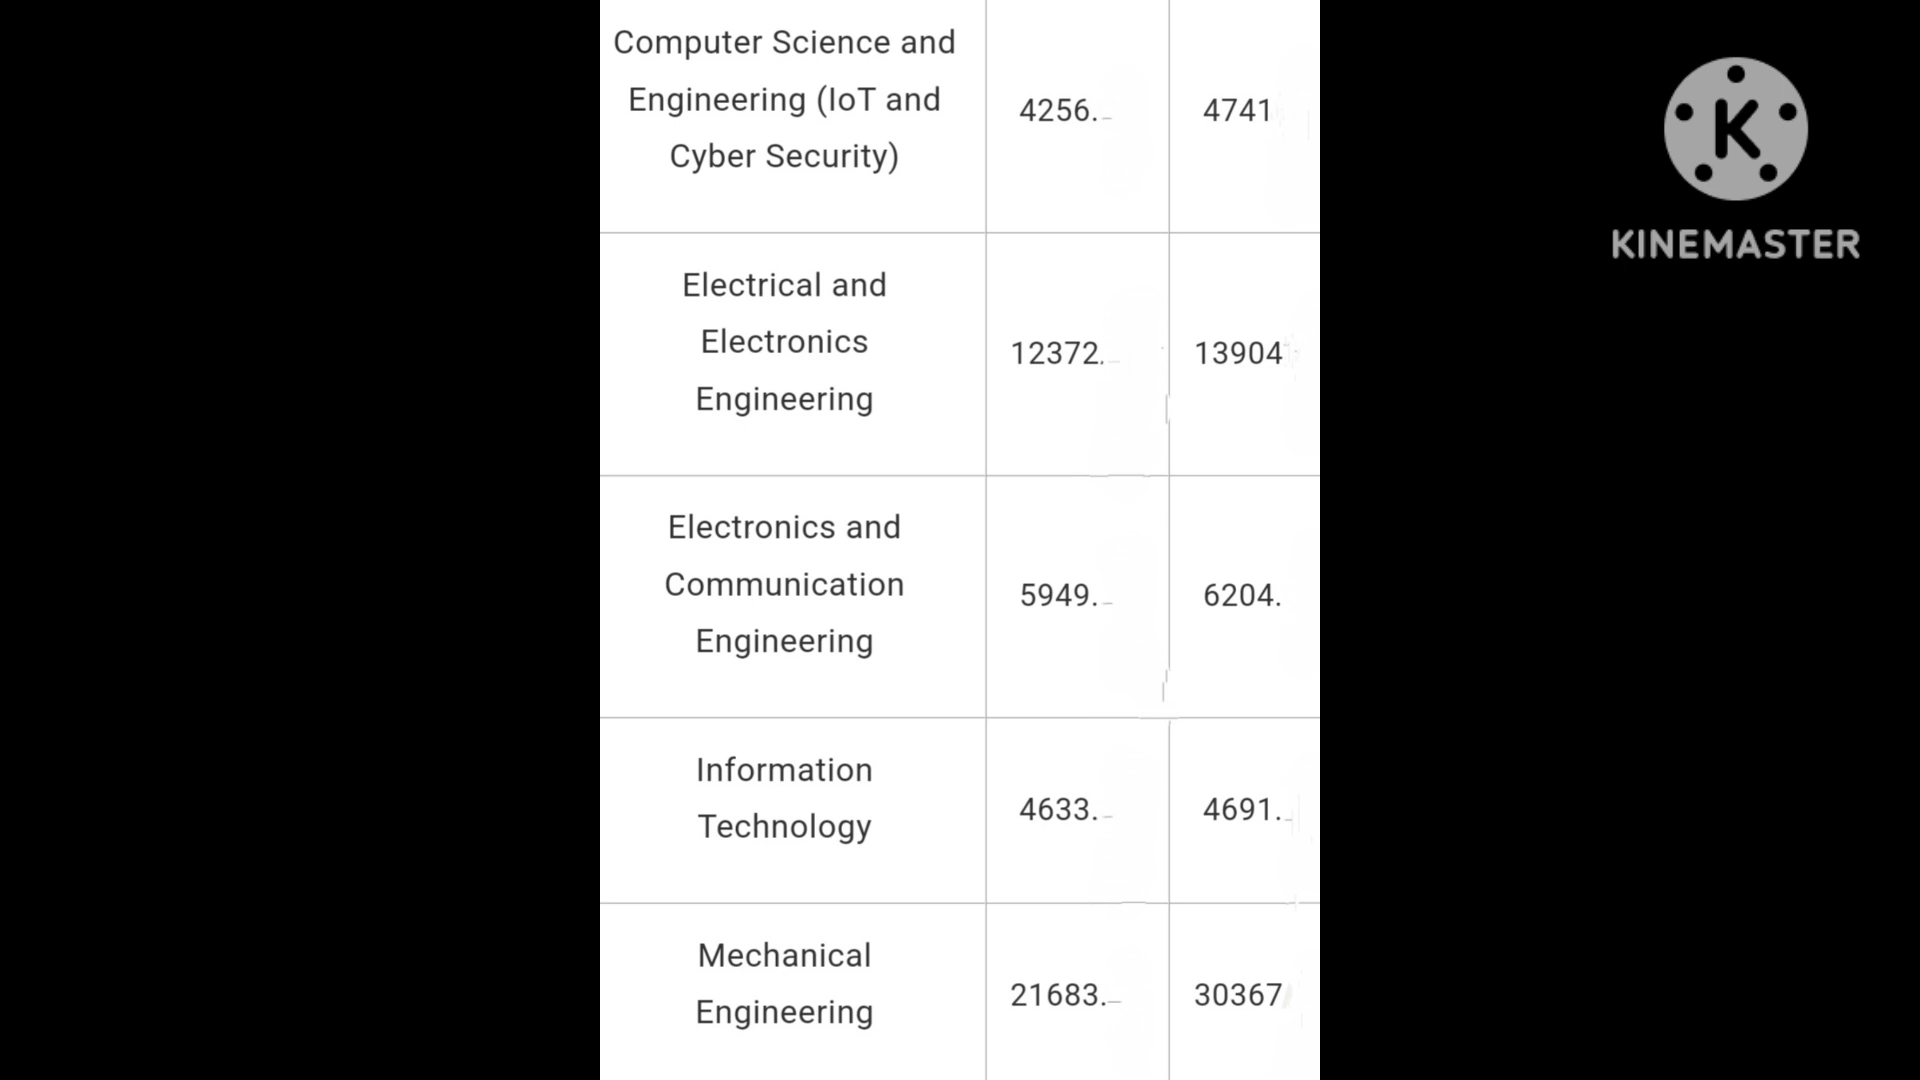 Computer Science and
Engineering (IoT and
Cyber Security)
4256.
4741
Electrical and
Electronics
Engineering
12372.
13904
Electronics and
Communication
Engineering
5949.
6204.
Information
Technology
4633.
4691.
Mechanical
Engineering
21683.
30367
K
KINEMASTER